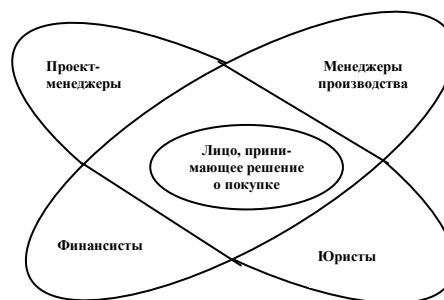 Проект-
менеджеры
Менеджеры
производства
Лицо, прини-
мающее решение
о покупке
Финансисты
Юристы